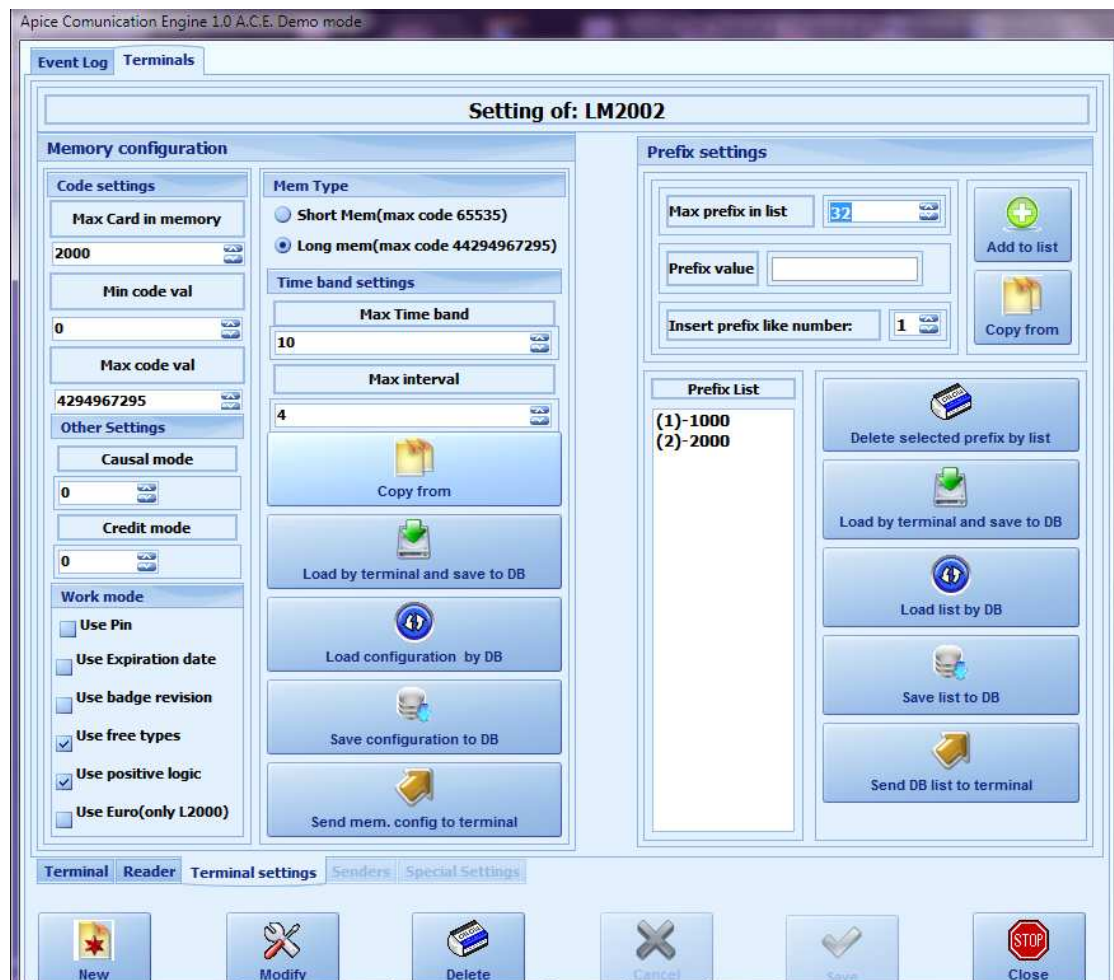 Apice Comunication Engine 1.0 A.C.E. Demo mode
Event Log
Terminals
Setting of: LM2002
Memory configuration
Code settings
Max Card in memory
2000
Min code val
0
Max code val
4294967295
Other Settings
Causal mode
0
Credit mode
0
Work mode
Use Pin
Use Expiration date
Use badge revision
Use free types
Use positive logic
Use Euro(only L2000)
Mem Type
Short Mem(max code 65535)
Long mem(max code 44294967295)
Time band settings
Max Time band
10
Max interval
4
Copy from
Load by terminal and save to DB
Load configuration by DB
Save configuration to DB
Send mem. config to terminal
Prefix settings
Max prefix in list
32
Prefix value
Insert prefix like number:
1
Add to list
Copy from
Prefix List
(1)-1000
(2)-2000
Delete selected prefix by list
Load by terminal and save to DB
Load list by DB
Save list to DB
Send DB list to terminal
Terminal
Reader
Terminal settings
Senders
Special Settings
New
Modify
Delete
Cancel
Save
STOP
Close